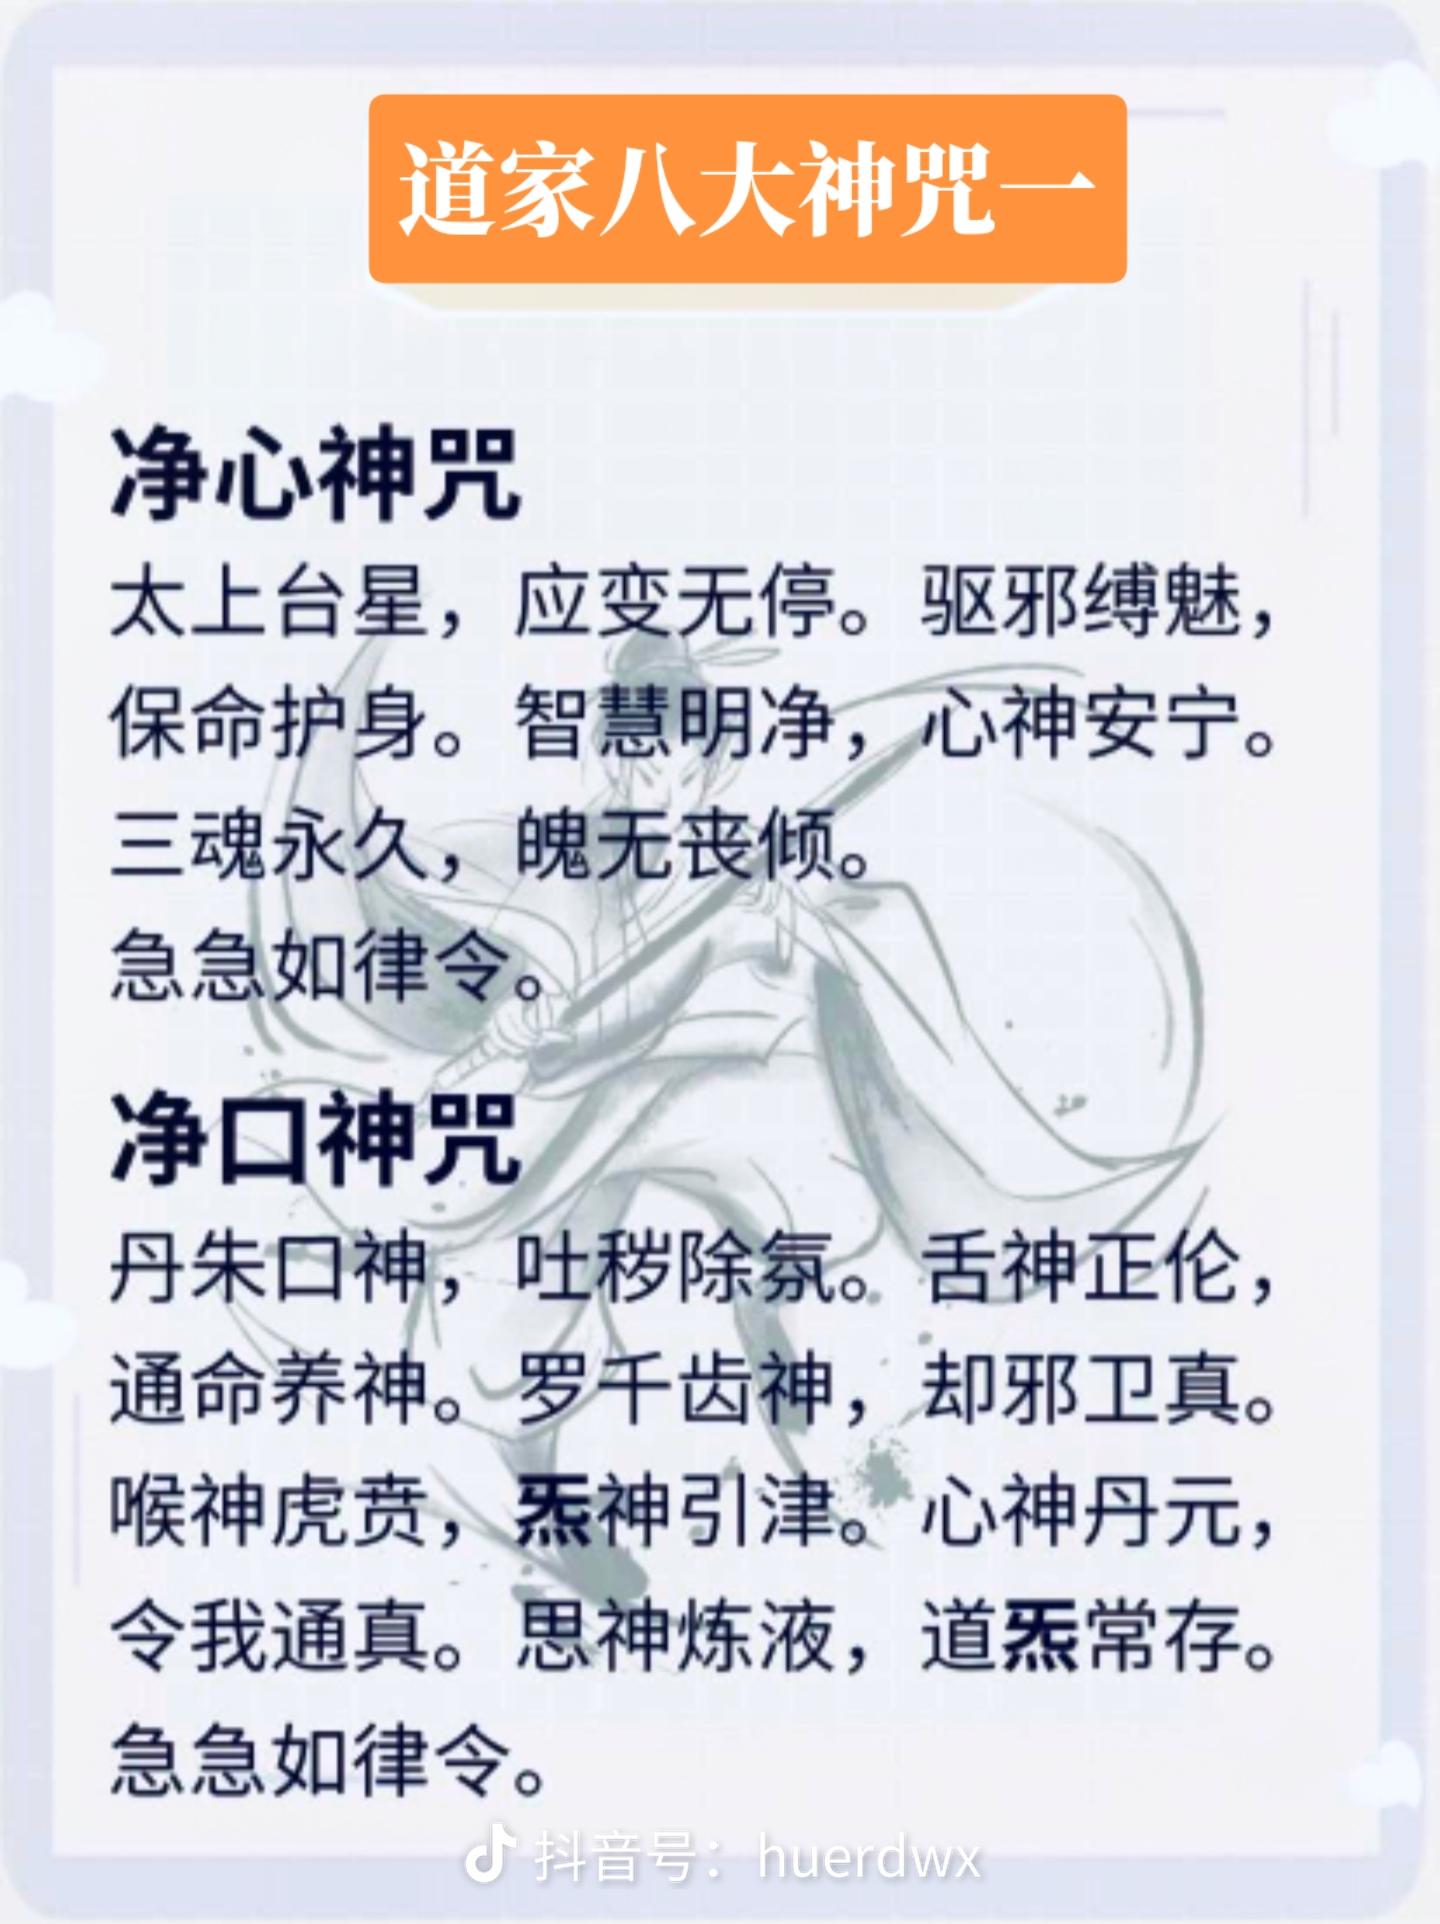 道家八大神咒一
净心神咒
太上台星，应变无停。驱邪缚魅，
保命护身。智慧明净，心神安宁。
三魂永久，魄无丧倾。
急急如律令。
净口神咒
丹朱口神，吐秽除氛。舌神正伦，
通命养神。罗千齿神，却邪卫真。
喉神虎贲，炁神引津。心神丹元，
令我通真。思神炼液，道炁常存。
急急如律令。
抖音号：huerdwx